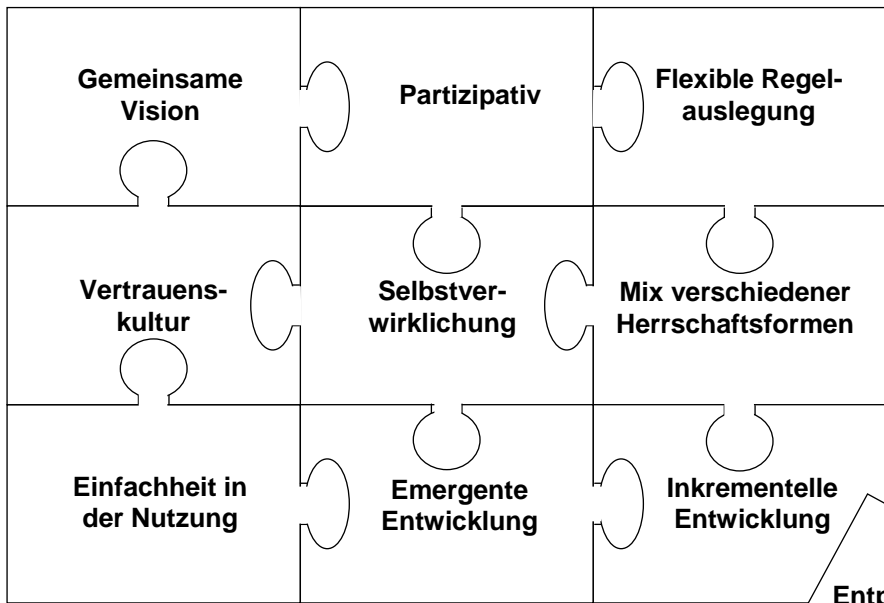 Gemeinsame
Vision
Partizipativ
Flexible Regel-
auslegung
Vertrauens-
kultur
Selbstver-
wirklichung
Mix verschiedener
Herrschaftsformen
Einfachheit in
der Nutzung
Emergente
Entwicklung
Inkrementelle
Entwicklung